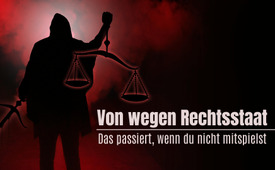 Von wegen Rechtsstaat
Das passiert, wenn du nicht mitspielst